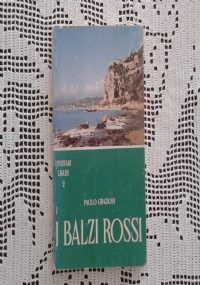 ITINERARI
LIGURI
2
PAOLO GRAZIOSI
I BALZI ROSSI